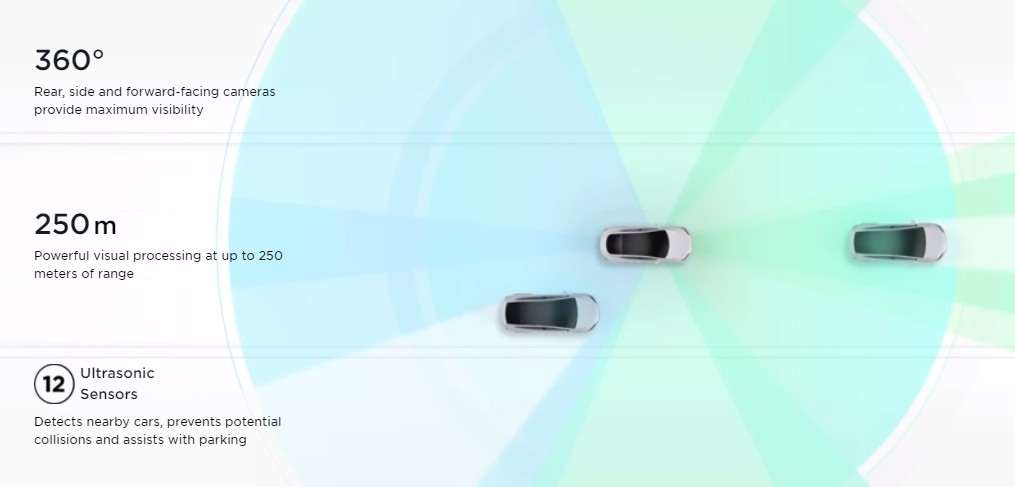 360°
Rear, side and forward-facing cameras
provide maximum visibility
250 m
Powerful visual processing at up to 250
meters of range
12 Ultrasonic
Sensors
Detects nearby cars, prevents potential
collisions and assists with parking